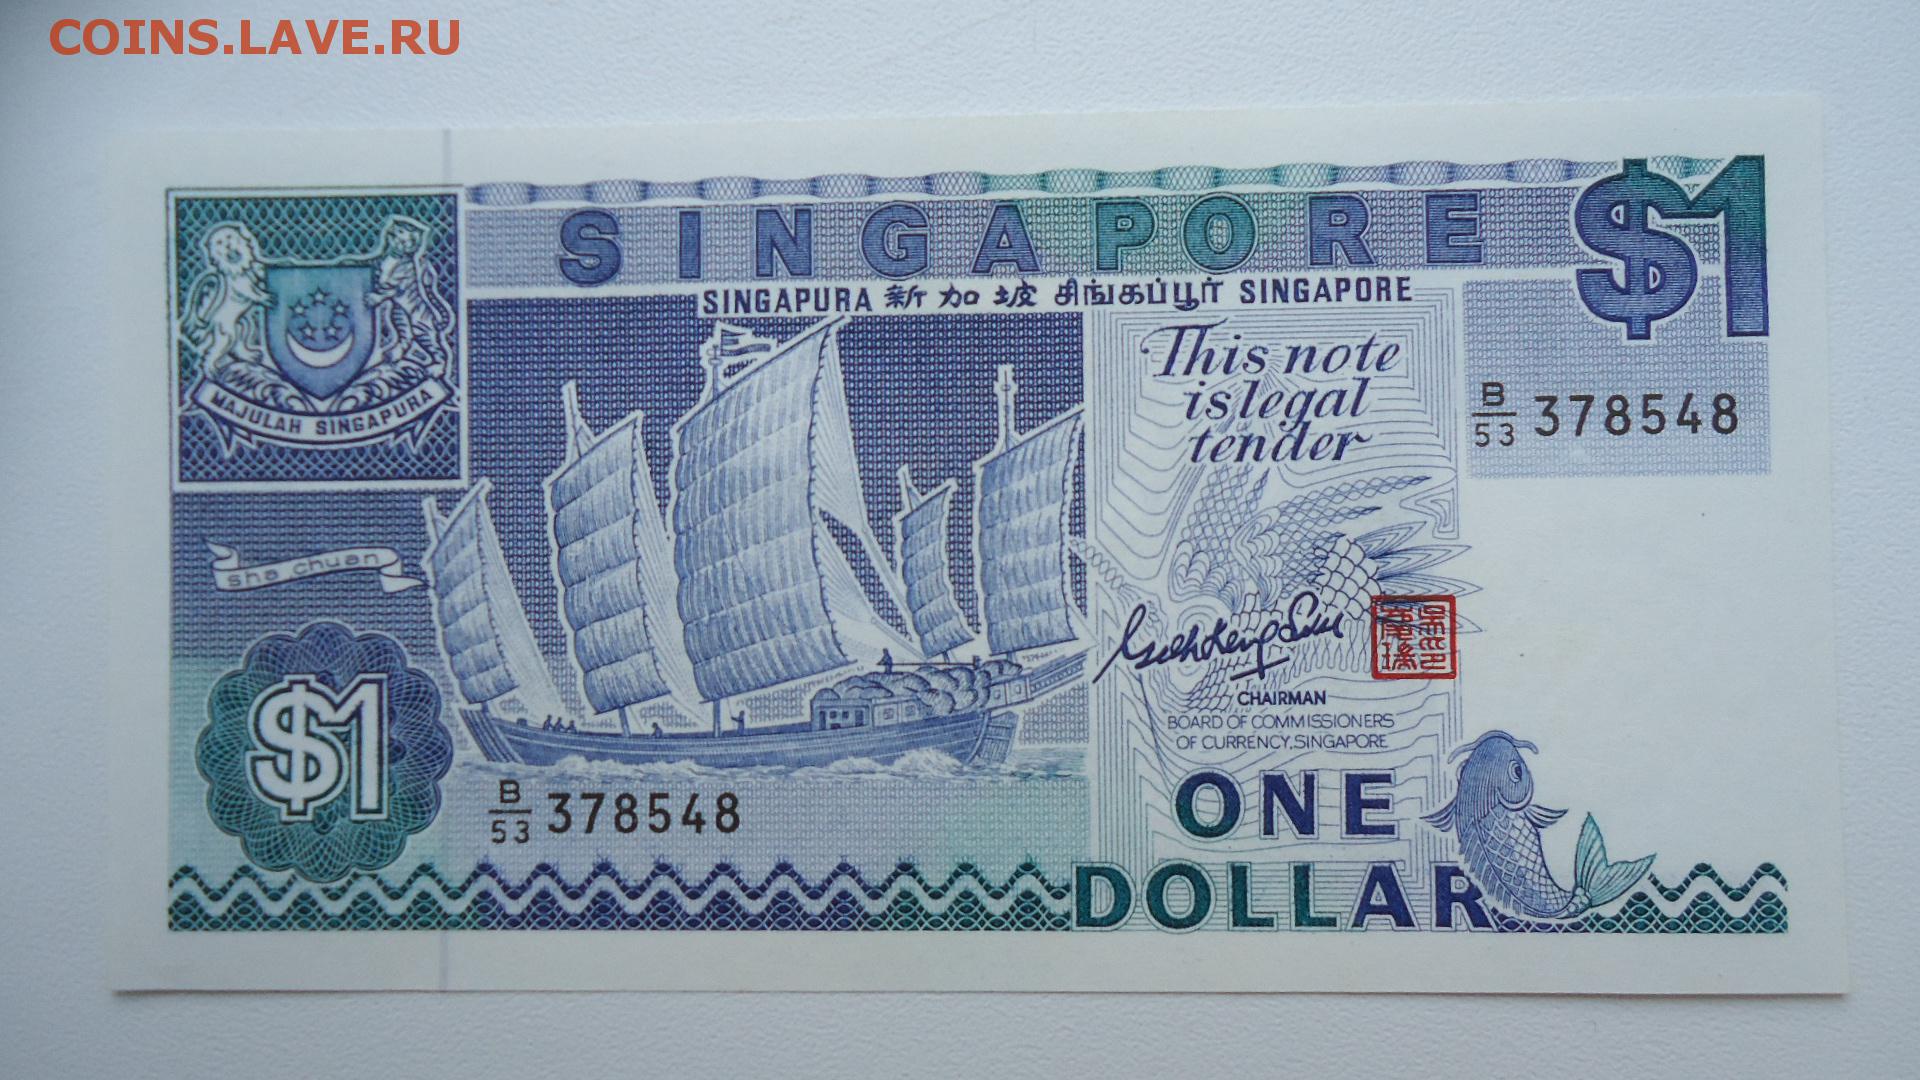 COINS.LAVE.RU
SINGAPORE
$1
SINGAPURA 新加坡 சிங்கப்பூர் SINGAPORE
MAJULAH SINGAPURA
This note
is legal
tender
B/53 378548
sha chuan
CHAIRMAN
BOARD OF COMMISSIONERS
OF CURRENCY, SINGAPORE
$1
B/53 378548
ONE
DOLLAR